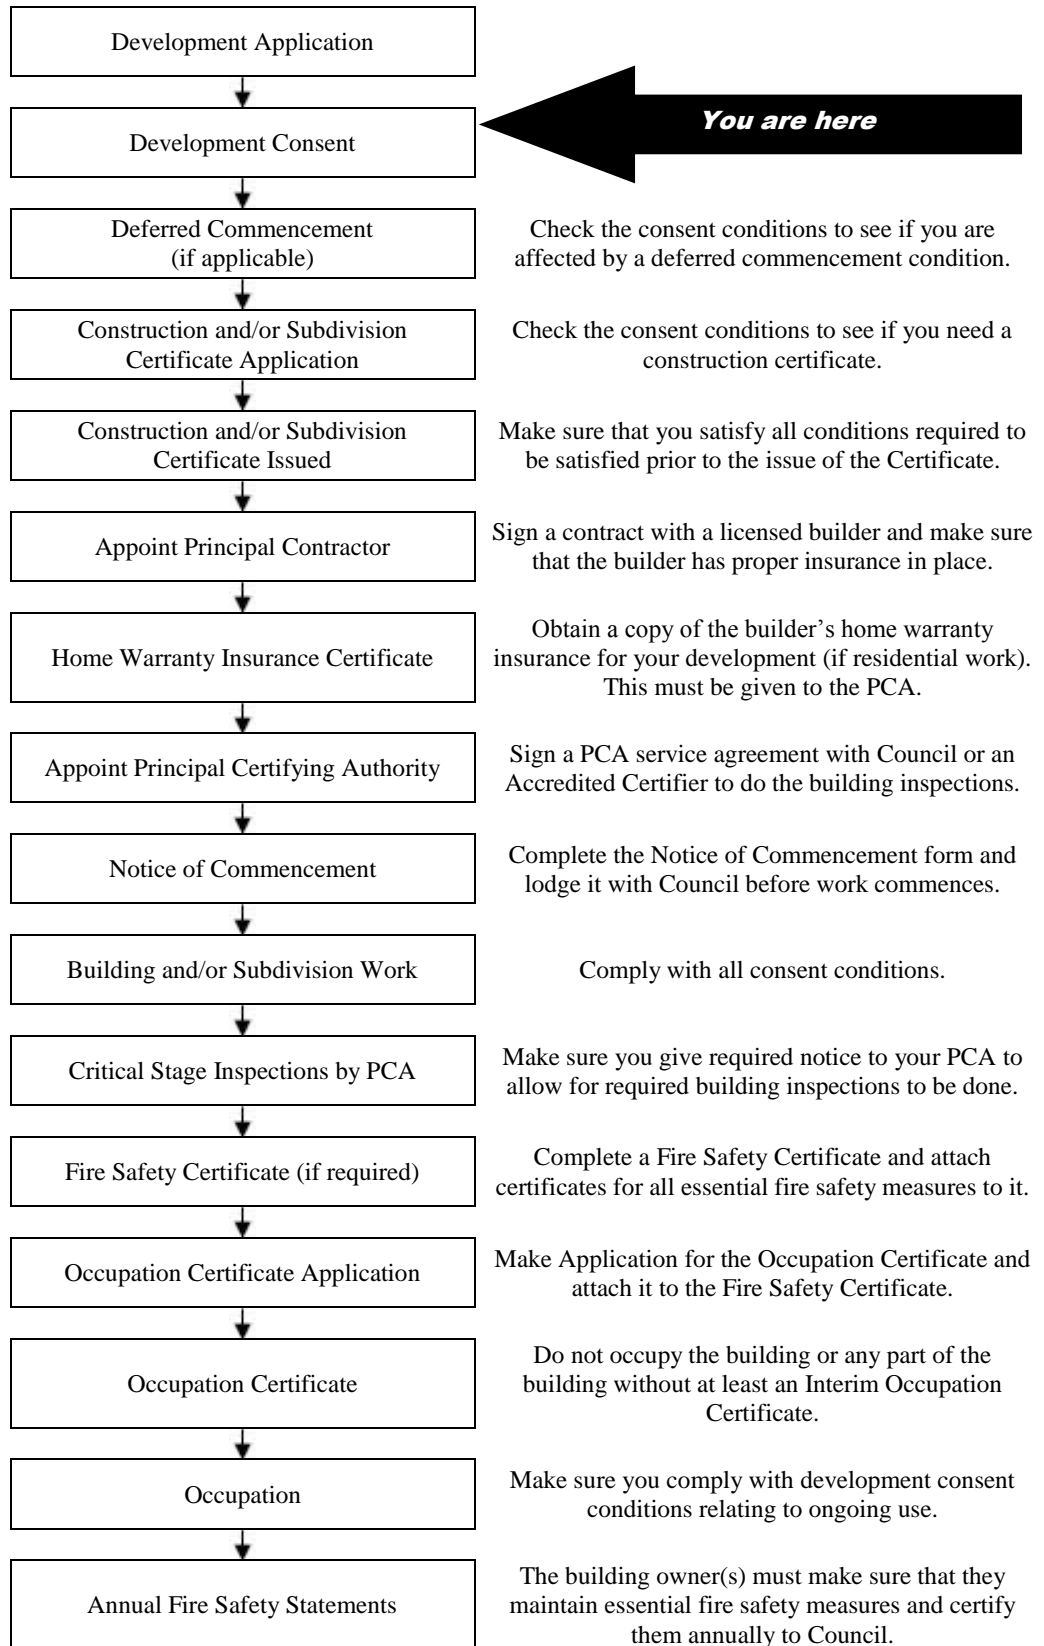 Development Application
Development Consent
You are here
Deferred Commencement
(if applicable)
Check the consent conditions to see if you are
affected by a deferred commencement condition.
Construction and/or Subdivision
Certificate Application
Check the consent conditions to see if you need a
construction certificate.
Construction and/or Subdivision
Certificate Issued
Make sure that you satisfy all conditions required to
be satisfied prior to the issue of the Certificate.
Appoint Principal Contractor
Sign a contract with a licensed builder and make sure
that the builder has proper insurance in place.
Home Warranty Insurance Certificate
Obtain a copy of the builder’s home warranty
insurance for your development (if residential work).
This must be given to the PCA.
Appoint Principal Certifying Authority
Sign a PCA service agreement with Council or an
Accredited Certifier to do the building inspections.
Notice of Commencement
Complete the Notice of Commencement form and
lodge it with Council before work commences.
Building and/or Subdivision Work
Comply with all consent conditions.
Critical Stage Inspections by PCA
Make sure you give required notice to your PCA to
allow for required building inspections to be done.
Fire Safety Certificate (if required)
Complete a Fire Safety Certificate and attach
certificates for all essential fire safety measures to it.
Occupation Certificate Application
Make Application for the Occupation Certificate and
attach it to the Fire Safety Certificate.
Occupation Certificate
Do not occupy the building or any part of the
building without at least an Interim Occupation
Certificate.
Occupation
Make sure you comply with development consent
conditions relating to ongoing use.
Annual Fire Safety Statements
The building owner(s) must make sure that they
maintain essential fire safety measures and certify
them annually to Council.